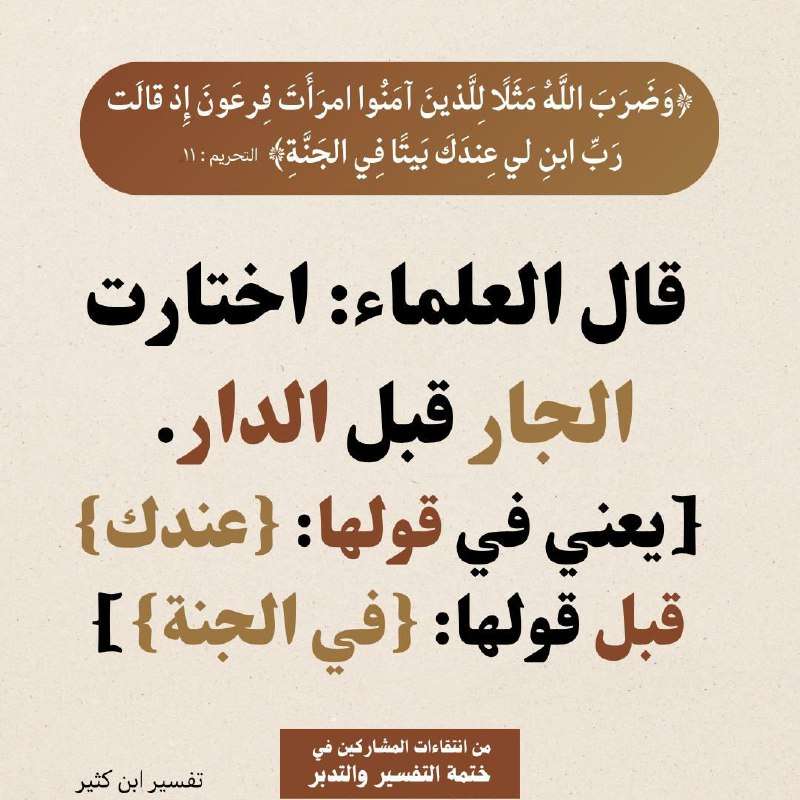 ﴿وَضَرَبَ اللَّهُ مَثَلًا لِلَّذينَ آمَنُوا امرَأَتَ فِرعَونَ إِذ قالَت
رَبِّ ابنِ لي عِندَكَ بَيتًا فِي الجَنَّةِ﴾ التحريم : ١١
قال العلماء: اختارت
الجار قبل الدار.
[يعني في قولها: {عندك}
قبل قولها: {في الجنة}]
من انتقاءات المشاركين في
ختمة التفسير والتدبر
تفسير ابن كثير